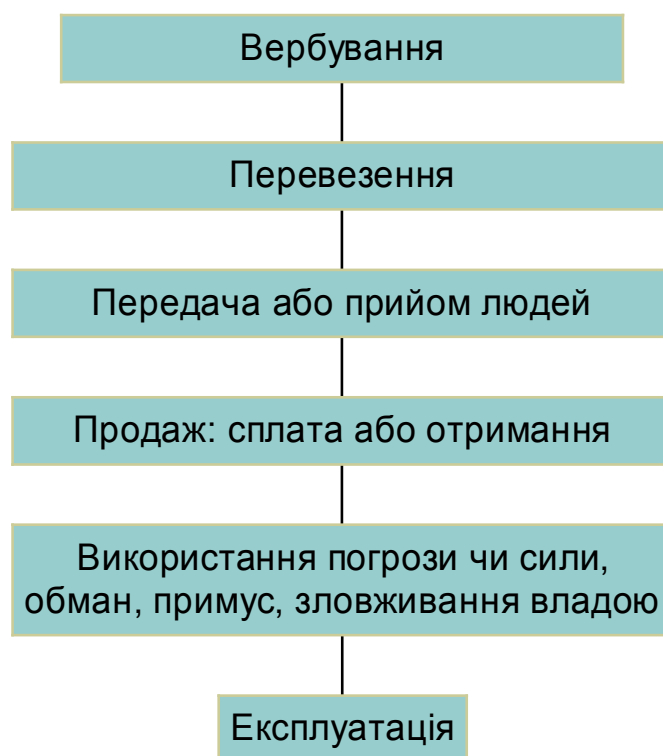 Вербування
Перевезення
Передача або прийом людей
Продаж: сплата або отримання
Використання погрози чи сили,
обман, примус, зловживання владою
Експлуатація